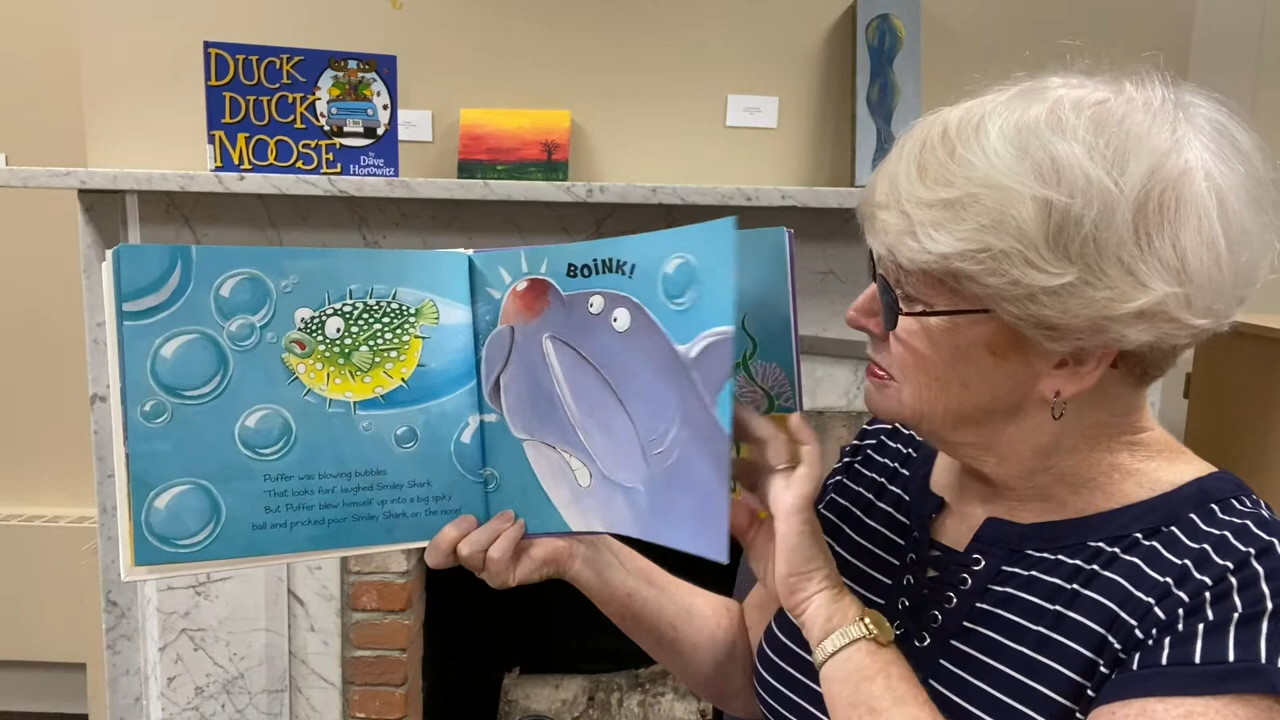 DUCK
DUCK
MOOSE
by
Dave
Horowitz
BOiNK!
Puffer was blowing bubbles
"That looks fun!" laughed Smiley Shark
But Puffer blew himself up into a big spiky
ball and pricked poor Smiley Shark on the nose!